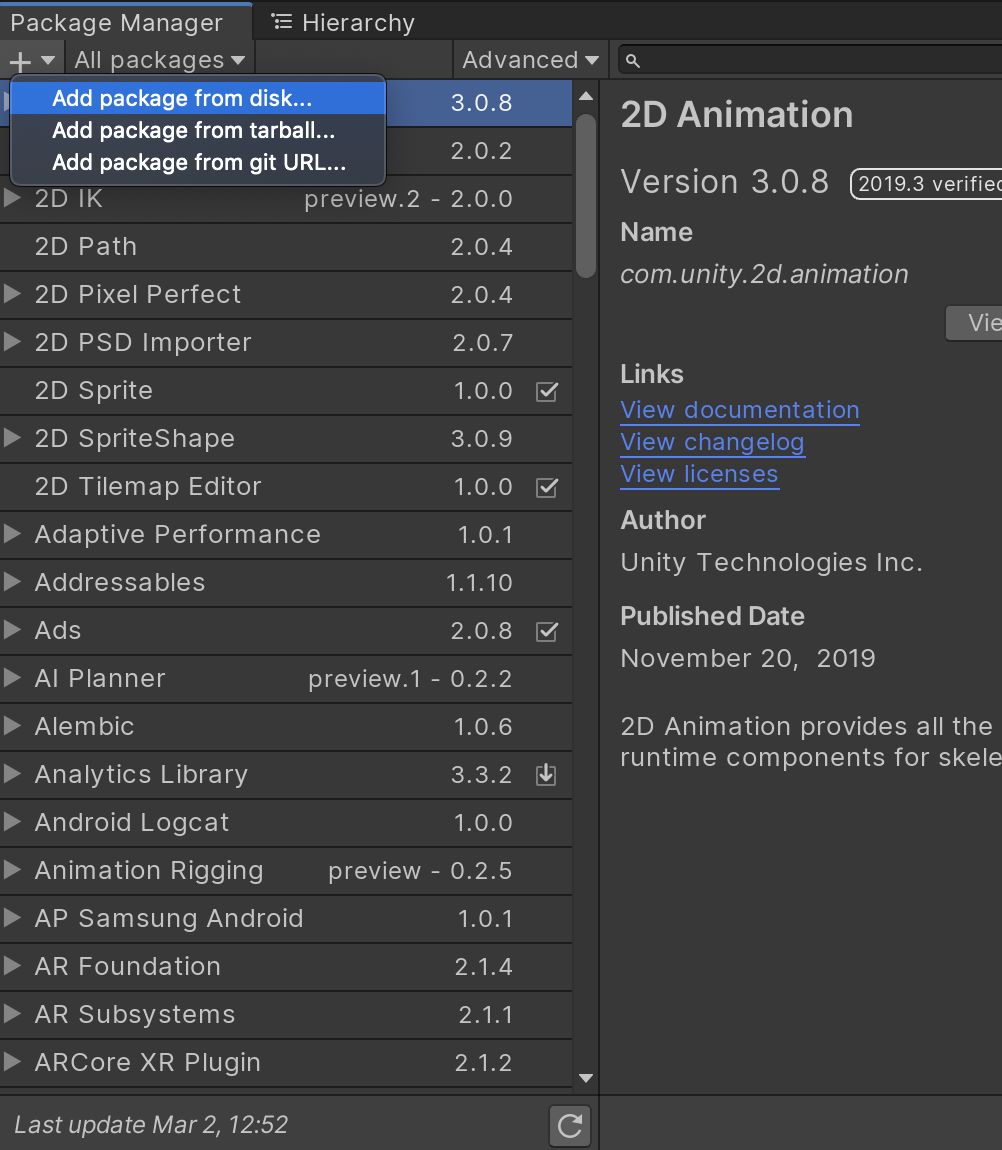 Package Manager
Hierarchy
+ All packages
Advanced
Add package from disk...
Add package from tarball...
Add package from git URL...
3.0.8
2.0.2
2D IK preview.2 - 2.0.0
2D Path 2.0.4
2D Pixel Perfect 2.0.4
2D PSD Importer 2.0.7
2D Sprite 1.0.0
2D SpriteShape 3.0.9
2D Tilemap Editor 1.0.0
Adaptive Performance 1.0.1
Addressables 1.1.10
Ads 2.0.8
AI Planner preview.1 - 0.2.2
Alembic 1.0.6
Analytics Library 3.3.2
Android Logcat 1.0.0
Animation Rigging preview - 0.2.5
AP Samsung Android 1.0.1
AR Foundation 2.1.4
AR Subsystems 2.1.1
ARCore XR Plugin 2.1.2
Last update Mar 2, 12:52
2D Animation
Version 3.0.8 2019.3 verified
Name
com.unity.2d.animation
Vie
Links
View documentation
View changelog
View licenses
Author
Unity Technologies Inc.
Published Date
November 20, 2019
2D Animation provides all the
runtime components for skele